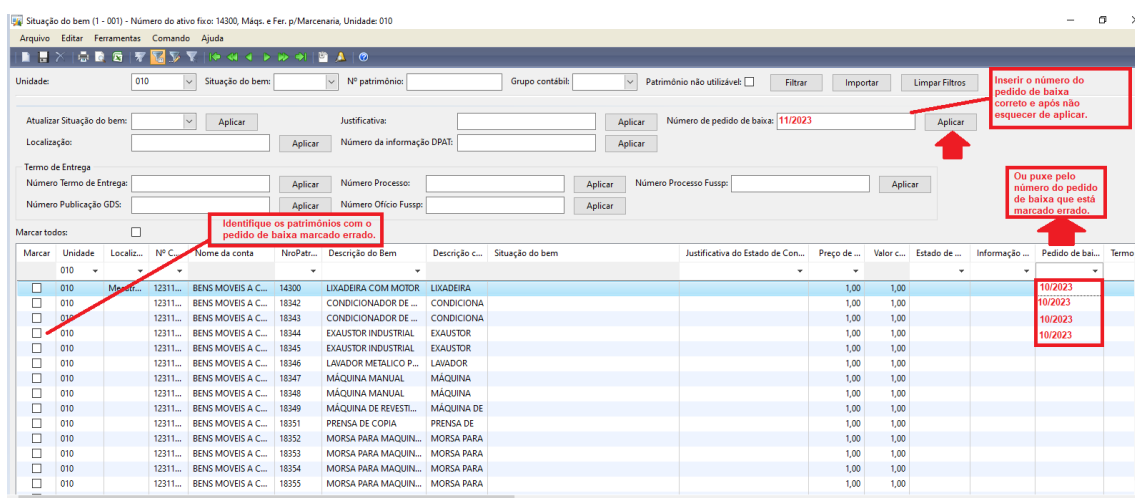 Situação do bem (1 - 001) - Número do ativo fixo: 14300, Máqs. e Fer. p/Marcenaria, Unidade: 010
Arquivo Editar Ferramentas Comando Ajuda
Unidade: 010 Situação do bem: Nº patrimônio: Grupo contábil: Patrimônio não utilizável: Filtrar Importar Limpar Filtros
Inserir o número do
pedido de baixa
correto e após não
esquecer de aplicar.
Atualizar Situação do bem: Aplicar Justificativa: Aplicar Número de pedido de baixa: 11/2023 Aplicar
Localização: Aplicar Número da informação DPAT: Aplicar
Termo de Entrega
Número Termo de Entrega: Aplicar Número Processo: Aplicar Número Processo Fussp: Aplicar
Número Publicação GDS: Aplicar Número Ofício Fussp: Aplicar
Ou puxe pelo
número do pedido
de baixa que está
marcado errado.
Identifique os patrimônios com o
pedido de baixa marcado errado.
Marcar todos:
Marcar Unidade Localiz... Nº C... Nome da conta NroPatr... Descrição do Bem Descrição c... Situação do bem Justificativa do Estado de Con... Preço de ... Valor c... Estado de ... Informação ... Pedido de bai... Termo
010
010 12311... BENS MOVEIS A C... 14300 LIXADEIRA COM MOTOR LIXADEIRA 1,00 1,00 10/2023
010 12311... BENS MOVEIS A C... 18342 CONDICIONADOR DE ... CONDICIONA 1,00 1,00 10/2023
010 12311... BENS MOVEIS A C... 18343 CONDICIONADOR DE ... CONDICIONA 1,00 1,00 10/2023
010 12311... BENS MOVEIS A C... 18344 EXAUSTOR INDUSTRIAL EXAUSTOR 1,00 1,00 10/2023
010 12311... BENS MOVEIS A C... 18345 EXAUSTOR INDUSTRIAL EXAUSTOR 1,00 1,00
010 12311... BENS MOVEIS A C... 18346 LAVADOR METALICO P... LAVADOR 1,00 1,00
010 12311... BENS MOVEIS A C... 18347 MÁQUINA MANUAL MÁQUINA 1,00 1,00
010 12311... BENS MOVEIS A C... 18348 MÁQUINA MANUAL MÁQUINA 1,00 1,00
010 12311... BENS MOVEIS A C... 18349 MÁQUINA DE REVESTI... MÁQUINA DE 1,00 1,00
010 12311... BENS MOVEIS A C... 18351 PRENSA DE COPIA PRENSA DE 1,00 1,00
010 12311... BENS MOVEIS A C... 18352 MORSA PARA MAQUIN... MORSA PARA 1,00 1,00
010 12311... BENS MOVEIS A C... 18353 MORSA PARA MAQUIN... MORSA PARA 1,00 1,00
010 12311... BENS MOVEIS A C... 18354 MORSA PARA MAQUIN... MORSA PARA 1,00 1,00
010 12311... BENS MOVEIS A C... 18355 MORSA PARA MAQUIN... MORSA PARA 1,00 1,00